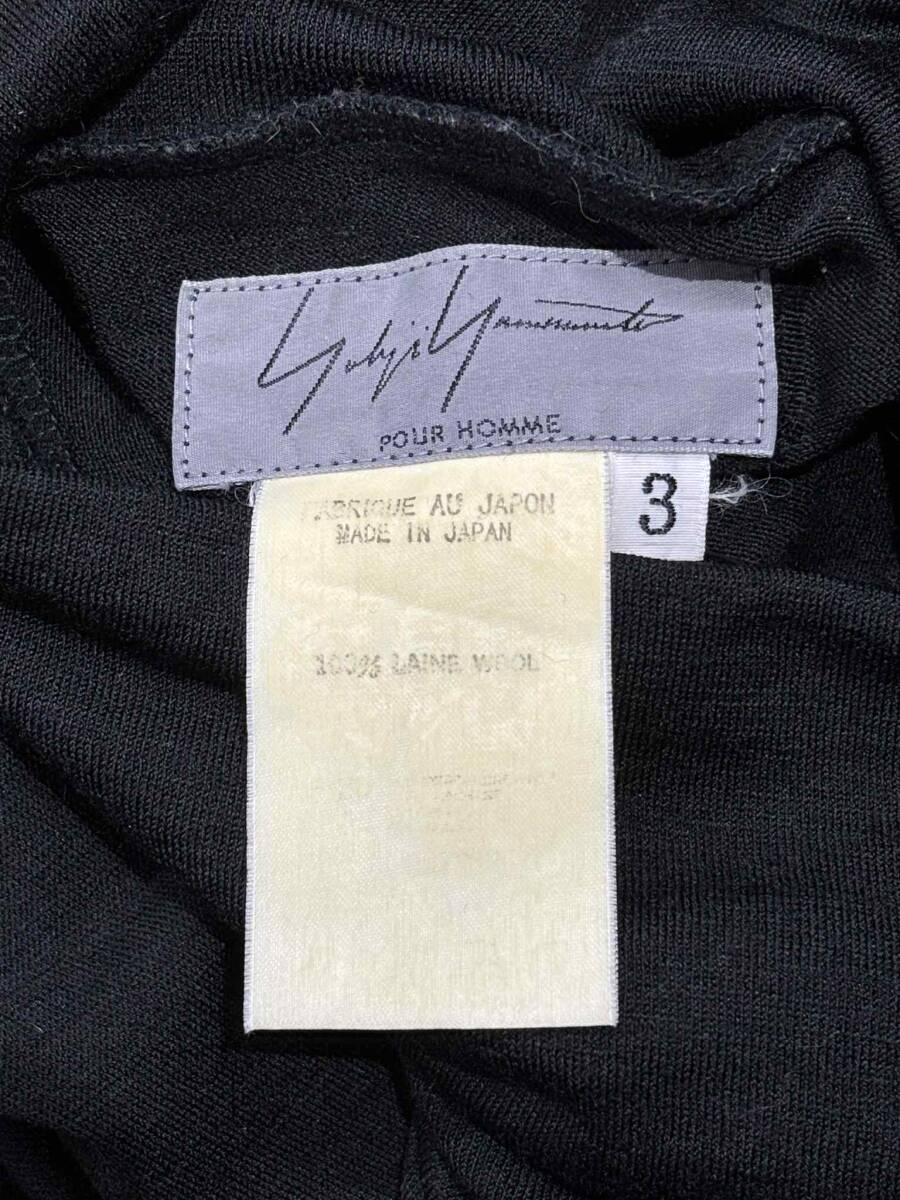 Yohji Yamamoto
POUR HOMME
3
FABRIQUE AU JAPON
MADE IN JAPAN
100% LAINE WOOL